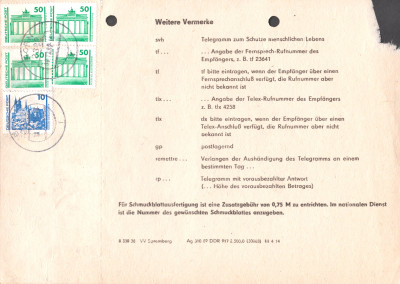 50 50
50 50
10
Weitere Vermerke
svh Telegramm zum Schutze menschlichen Lebens
tf ... ... Angabe der Fernsprech-Rufnummer des
Empfängers, z. B. tf 23641
tf tf bitte eintragen, wenn der Empfänger über einen
Fernsprechanschluß verfügt, die Rufnummer aber
nicht bekannt ist
tlx ... ... Angabe der Telex-Rufnummer des Empfängers
z. B. tlx 4258
tlx tlx bitte eintragen, wenn der Empfänger über einen
Telex-Anschluß verfügt, die Rufnummer aber nicht
bekannt ist
gp postlagernd
remettre ... Verlangen der Aushändigung des Telegramms an einem
bestimmten Tag ...
rp ... Telegramm mit vorausbezahlter Antwort
(... Höhe des vorausbezahlten Betrages)
Für Schmuckblattausfertigung ist eine Zusatzgebühr von 0,75 M zu entrichten. Im nationalen Dienst
ist die Nummer des gewünschten Schmuckblattes anzugeben.